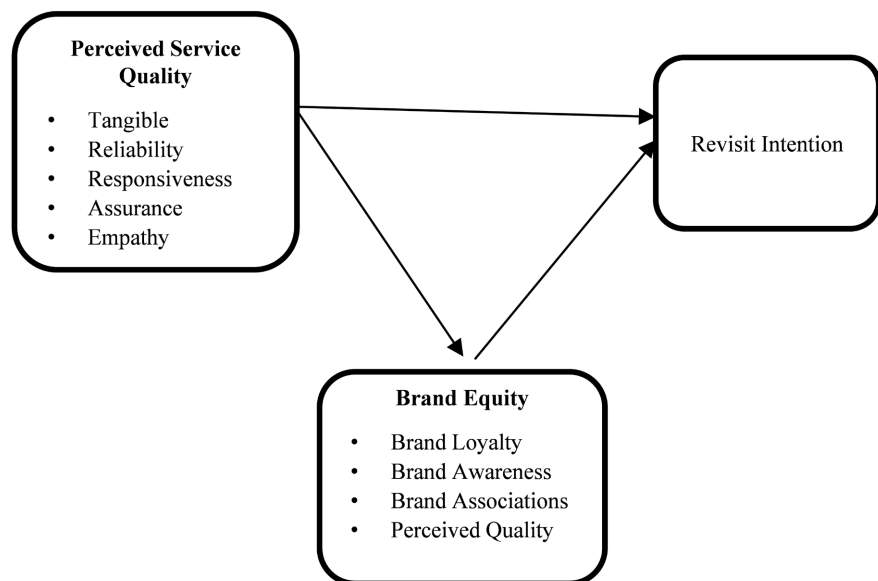 Perceived Service
Quality
• Tangible
• Reliability
• Responsiveness
• Assurance
• Empathy
Revisit Intention
Brand Equity
• Brand Loyalty
• Brand Awareness
• Brand Associations
• Perceived Quality